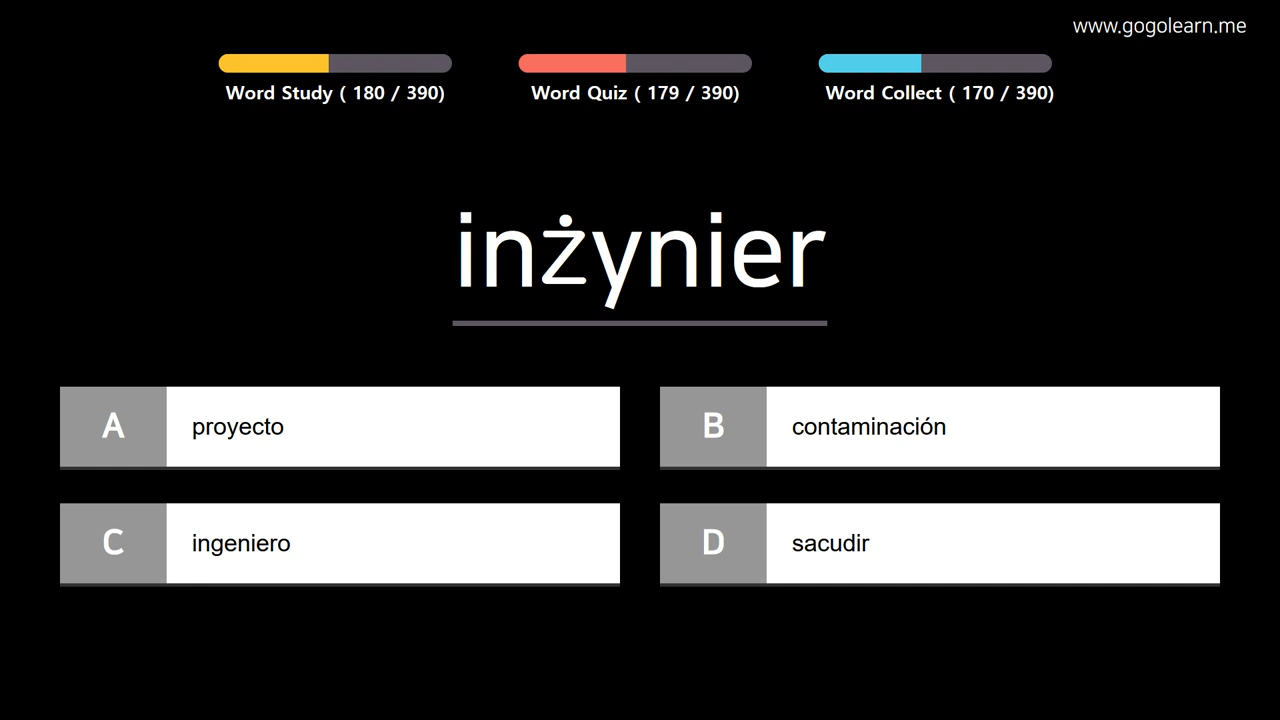 www.gogolearn.me
Word Study ( 180 / 390)
Word Quiz ( 179 / 390)
Word Collect ( 170 / 390)
inżynier
A proyecto
B contaminación
C ingeniero
D sacudir